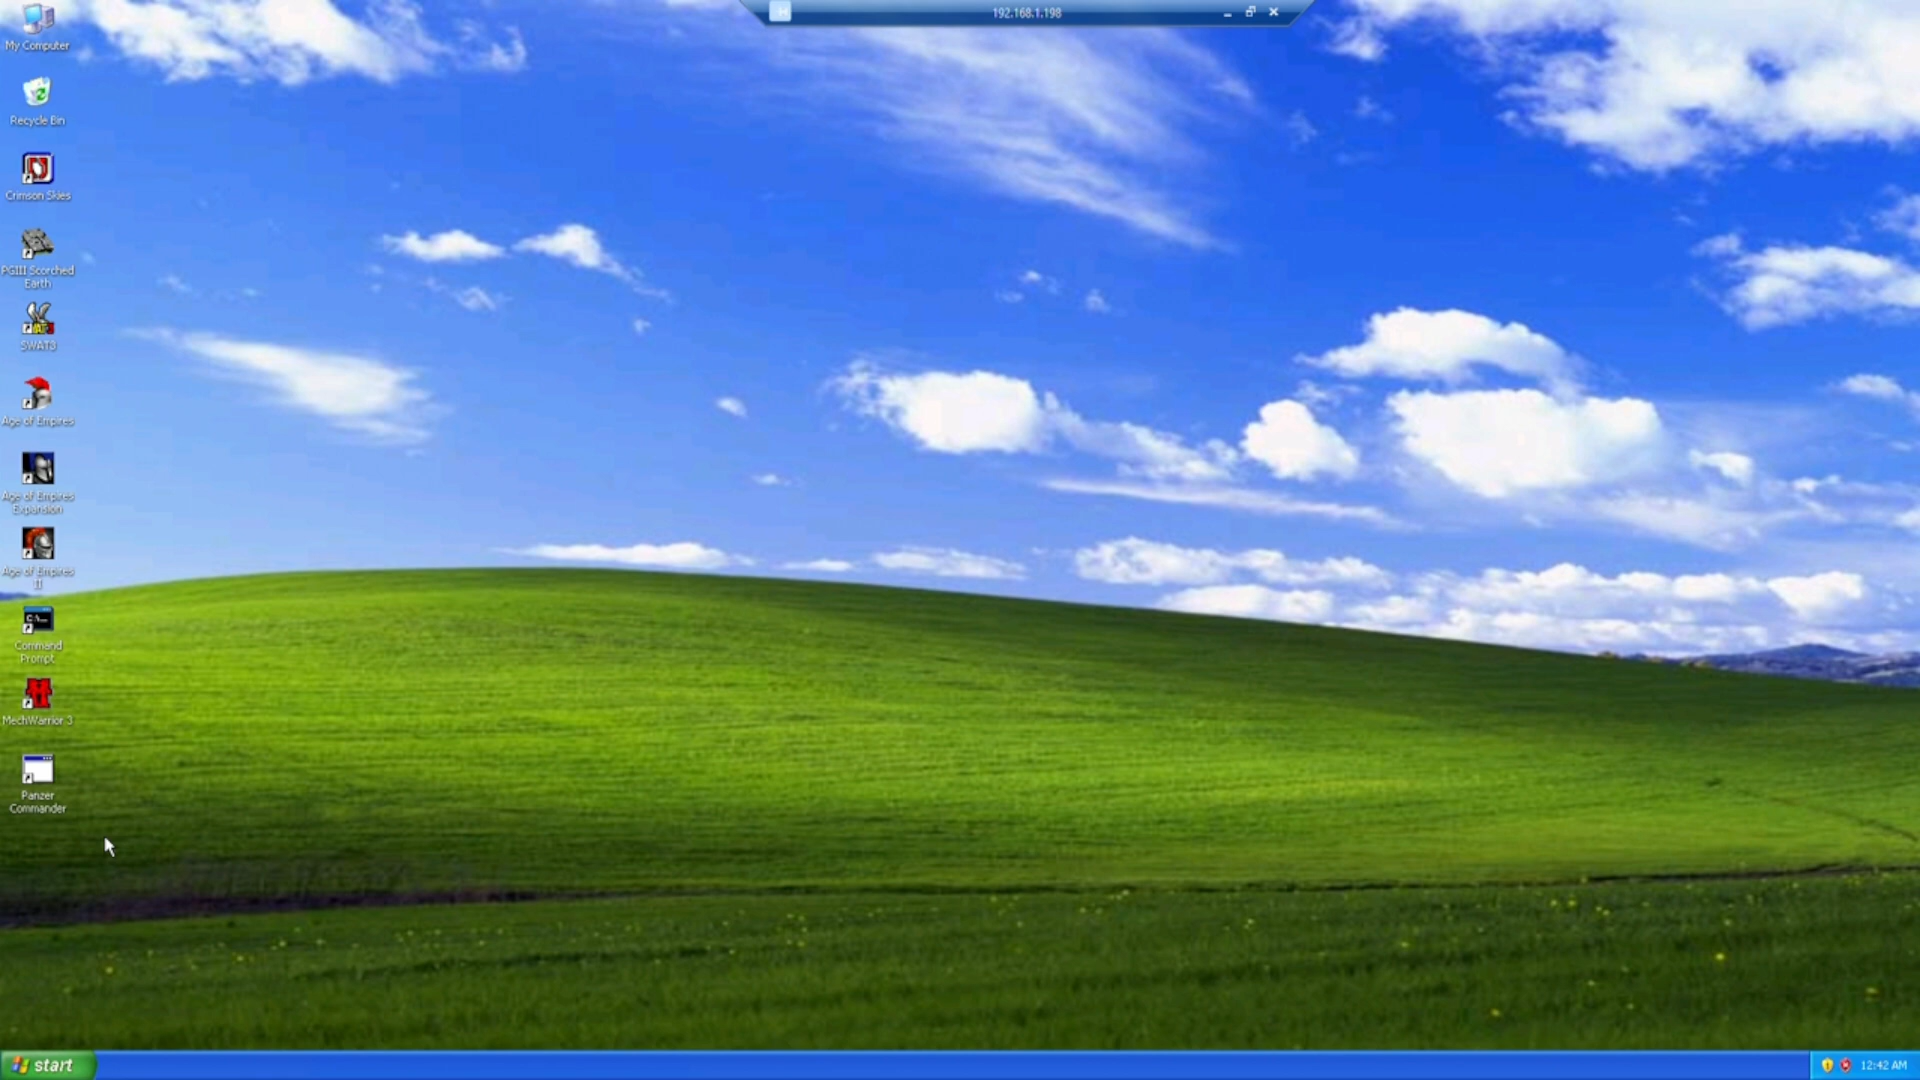 192.168.1.198
My Computer
Recycle Bin
Crimson Skies
PGIII Scorched
Earth
SWAT3
Age of Empires
Age of Empires
Expansion
Age of Empires
II
C:\_
Command
Prompt
MechWarrior 3
Panzer
Commander
start
12:42 AM